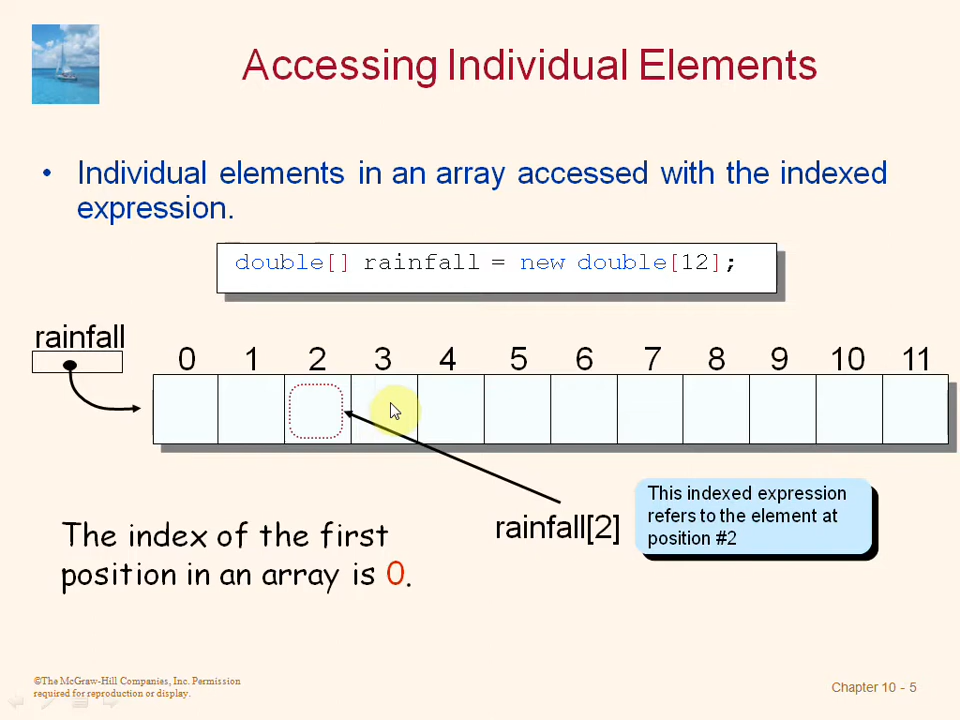 Accessing Individual Elements
• Individual elements in an array accessed with the indexed
expression.
double[] rainfall = new double[12];
rainfall
0 1 2 3 4 5 6 7 8 9 10 11
rainfall[2]
This indexed expression
refers to the element at
position #2
The index of the first
position in an array is 0.
©The McGraw-Hill Companies, Inc. Permission
required for reproduction or display.
Chapter 10 - 5